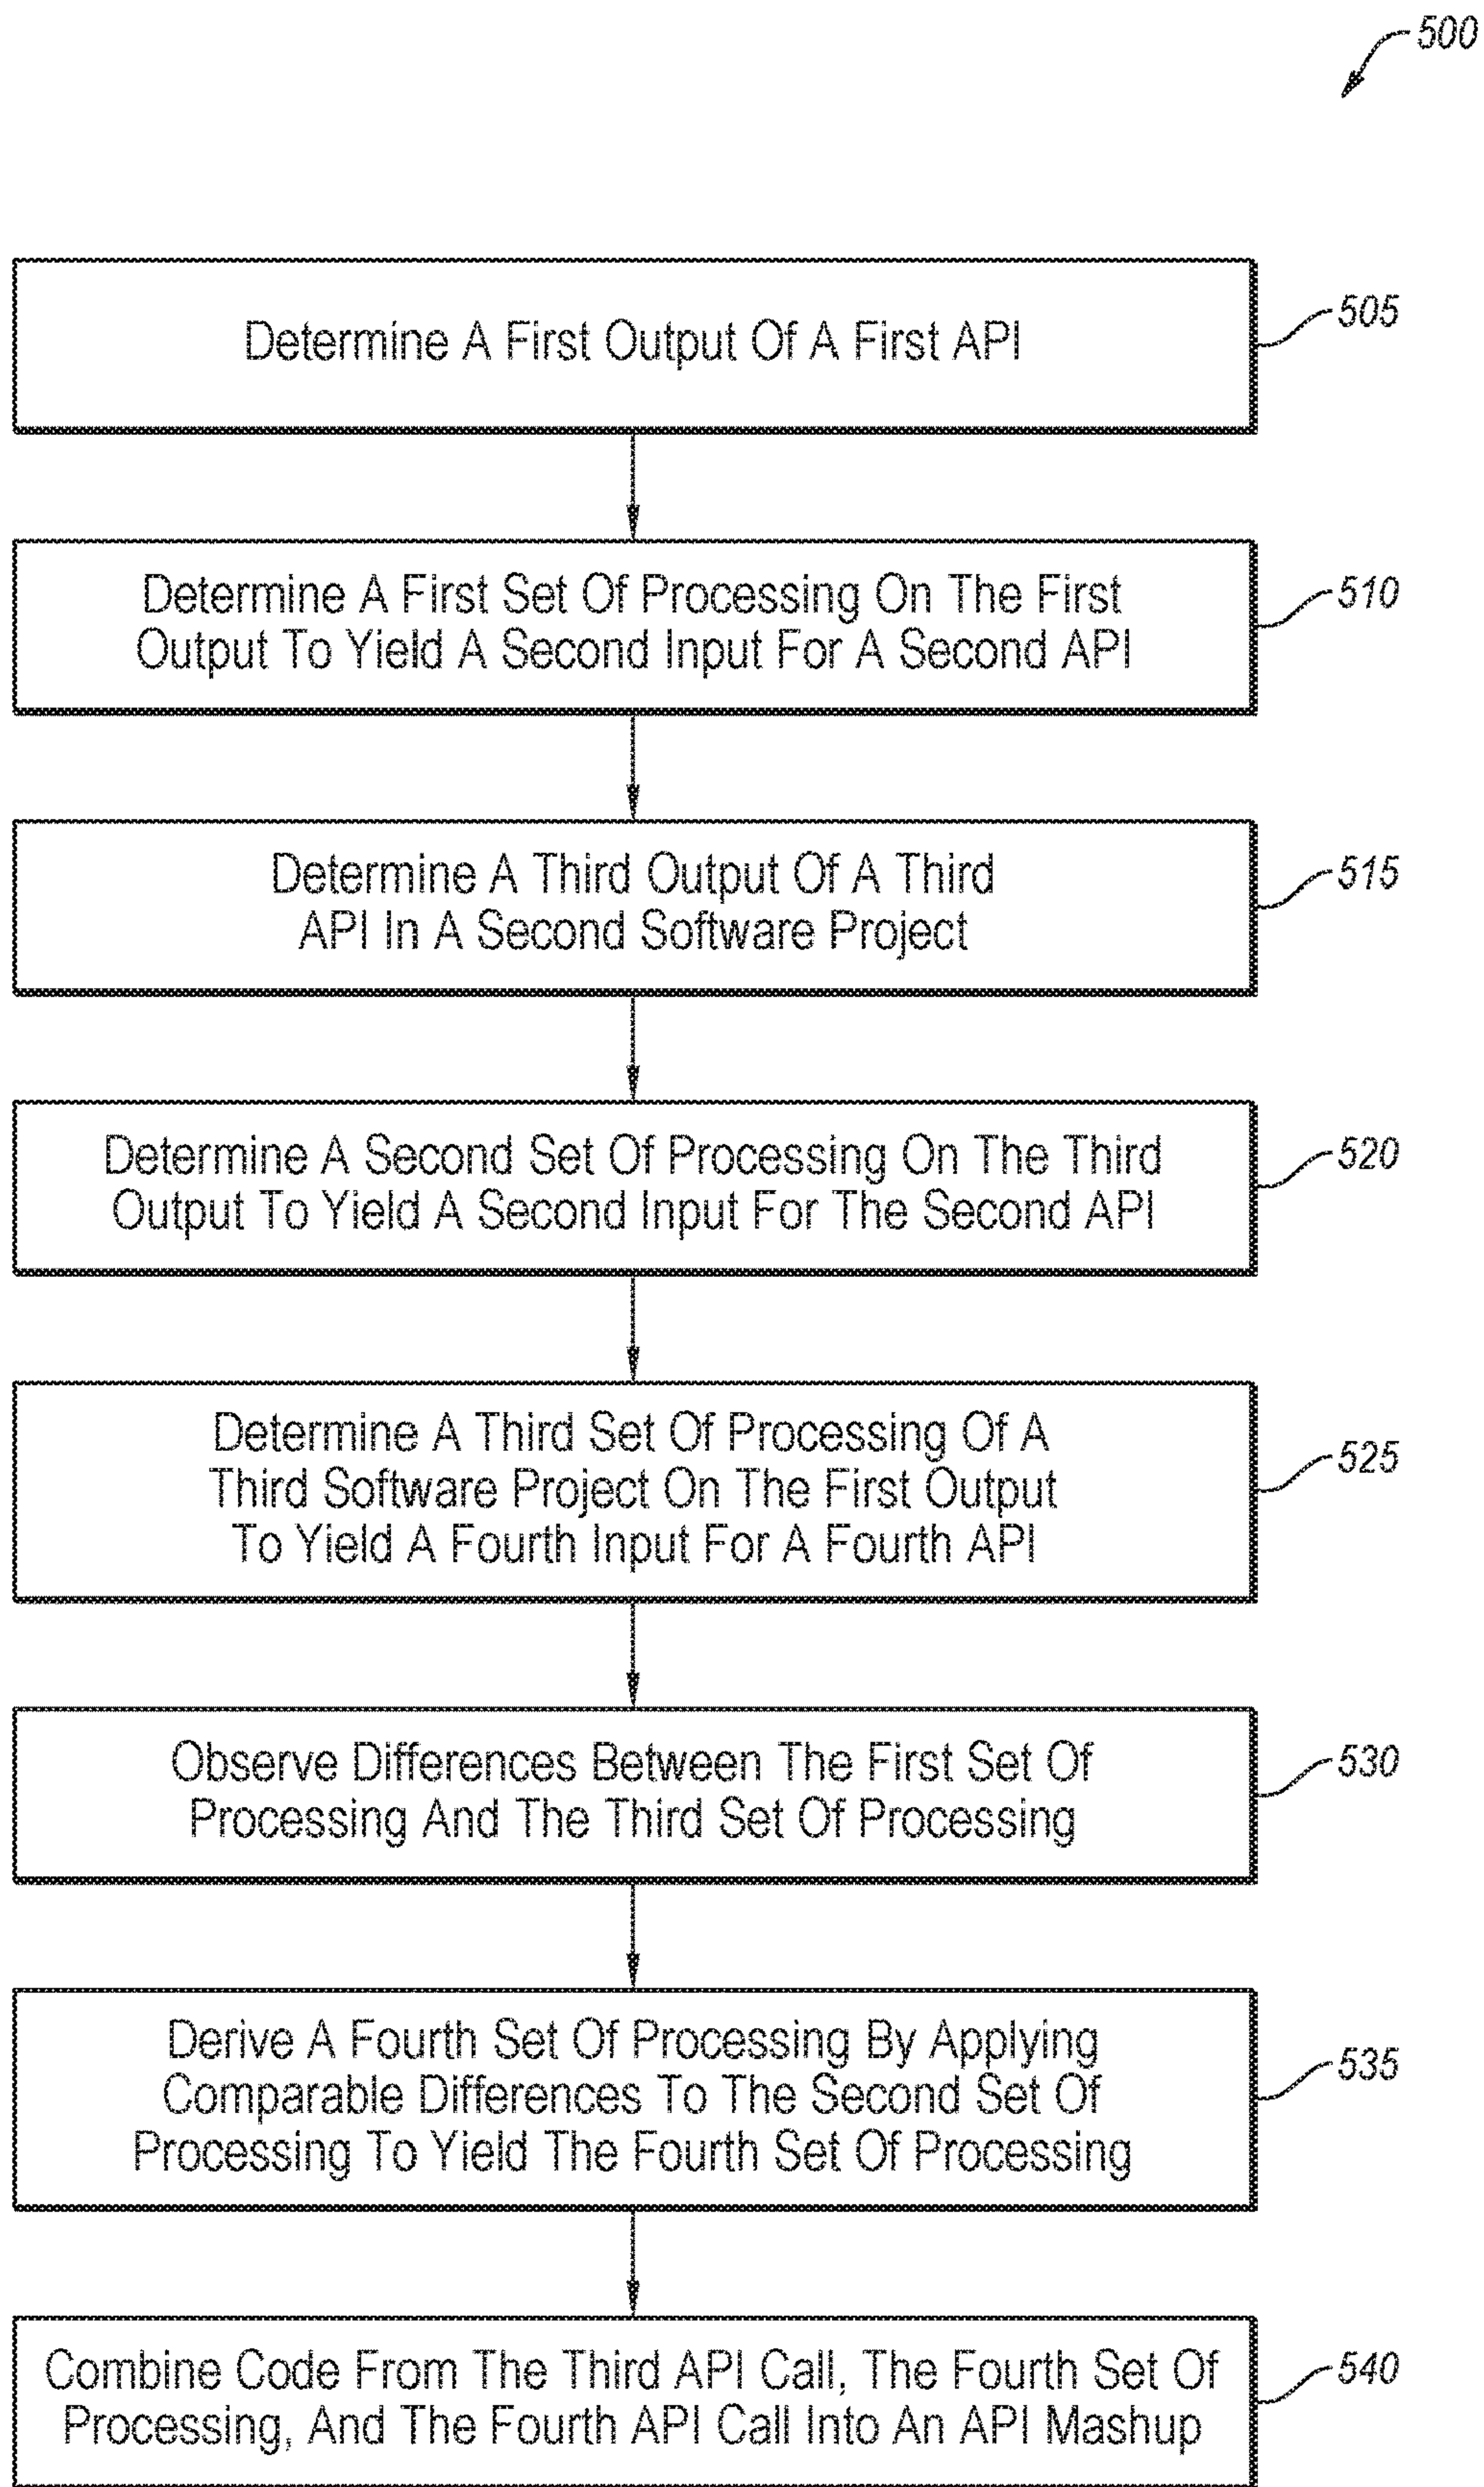 500
Determine A First Output Of A First API
505
Determine A First Set Of Processing On The First
Output To Yield A Second Input For A Second API
510
Determine A Third Output Of A Third
API In A Second Software Project
515
Determine A Second Set Of Processing On The Third
Output To Yield A Second Input For The Second API
520
Determine A Third Set Of Processing Of A
Third Software Project On The First Output
To Yield A Fourth Input For A Fourth API
525
Observe Differences Between The First Set Of
Processing And The Third Set Of Processing
530
Derive A Fourth Set Of Processing By Applying
Comparable Differences To The Second Set Of
Processing To Yield The Fourth Set Of Processing
535
Combine Code From The Third API Call, The Fourth Set Of
Processing, And The Fourth API Call Into An API Mashup
540